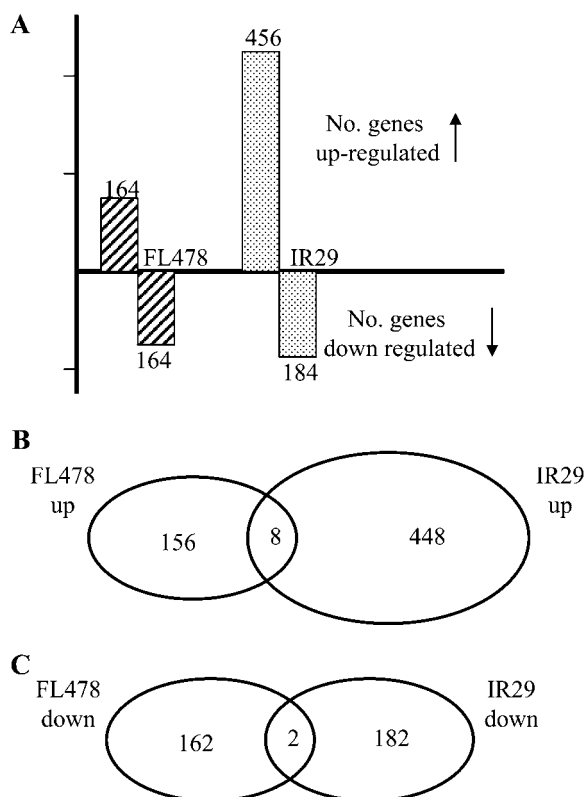 A
456
No. genes
up-regulated
164
FL478
IR29
No. genes
down regulated
164
184
B
FL478
up
IR29
up
156
8
448
C
FL478
down
IR29
down
162
2
182